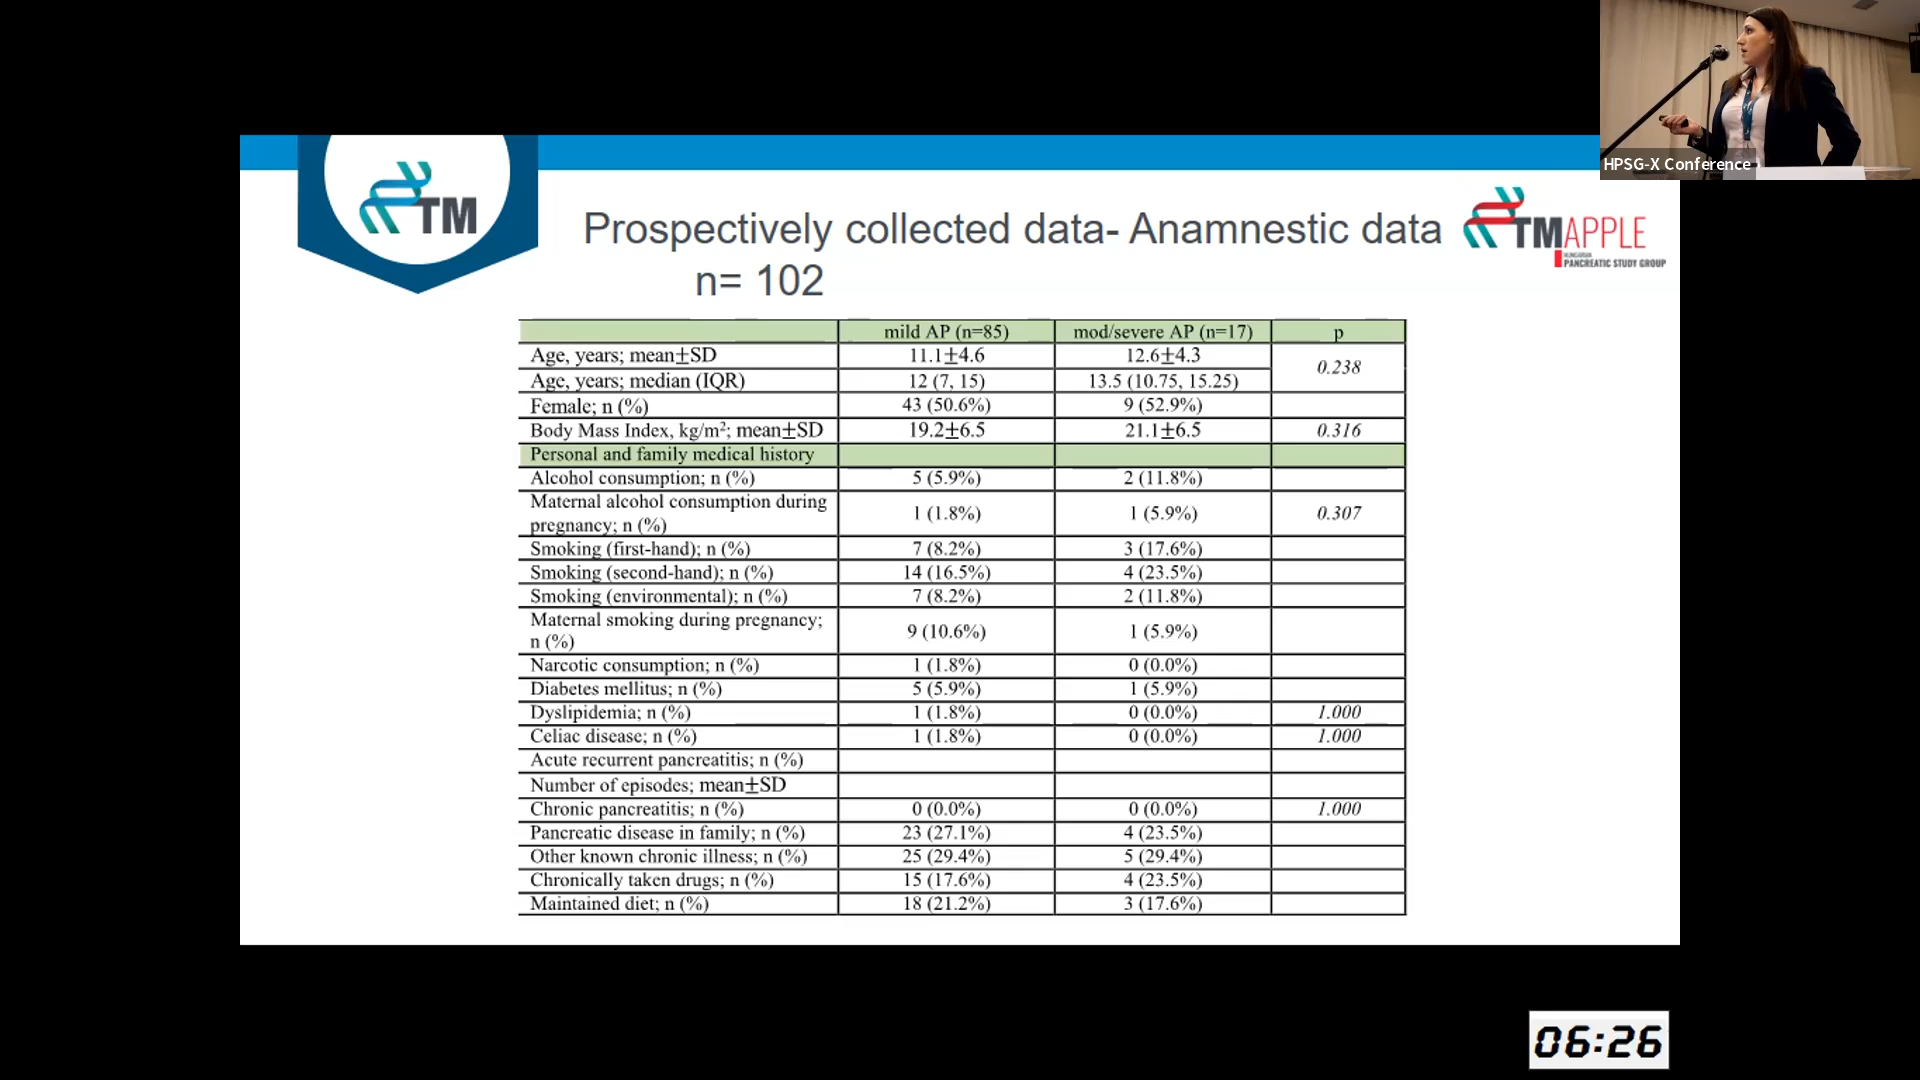 HPSG-X Conference
TM
Prospectively collected data- Anamnestic data
n= 102
TMAPPLE
HUNGARIAN
PANCREATIC STUDY GROUP
mild AP (n=85) mod/severe AP (n=17) p
Age, years; mean±SD 11.1±4.6 12.6±4.3 0.238
Age, years; median (IQR) 12 (7, 15) 13.5 (10.75, 15.25)
Female; n (%) 43 (50.6%) 9 (52.9%)
Body Mass Index, kg/m²; mean±SD 19.2±6.5 21.1±6.5 0.316
Personal and family medical history
Alcohol consumption; n (%) 5 (5.9%) 2 (11.8%)
Maternal alcohol consumption during
pregnancy; n (%) 1 (1.8%) 1 (5.9%) 0.307
Smoking (first-hand); n (%) 7 (8.2%) 3 (17.6%)
Smoking (second-hand); n (%) 14 (16.5%) 4 (23.5%)
Smoking (environmental); n (%) 7 (8.2%) 2 (11.8%)
Maternal smoking during pregnancy;
n (%) 9 (10.6%) 1 (5.9%)
Narcotic consumption; n (%) 1 (1.8%) 0 (0.0%)
Diabetes mellitus; n (%) 5 (5.9%) 1 (5.9%)
Dyslipidemia; n (%) 1 (1.8%) 0 (0.0%) 1.000
Celiac disease; n (%) 1 (1.8%) 0 (0.0%) 1.000
Acute recurrent pancreatitis; n (%)
Number of episodes; mean±SD
Chronic pancreatitis; n (%) 0 (0.0%) 0 (0.0%) 1.000
Pancreatic disease in family; n (%) 23 (27.1%) 4 (23.5%)
Other known chronic illness; n (%) 25 (29.4%) 5 (29.4%)
Chronically taken drugs; n (%) 15 (17.6%) 4 (23.5%)
Maintained diet; n (%) 18 (21.2%) 3 (17.6%)
06:26